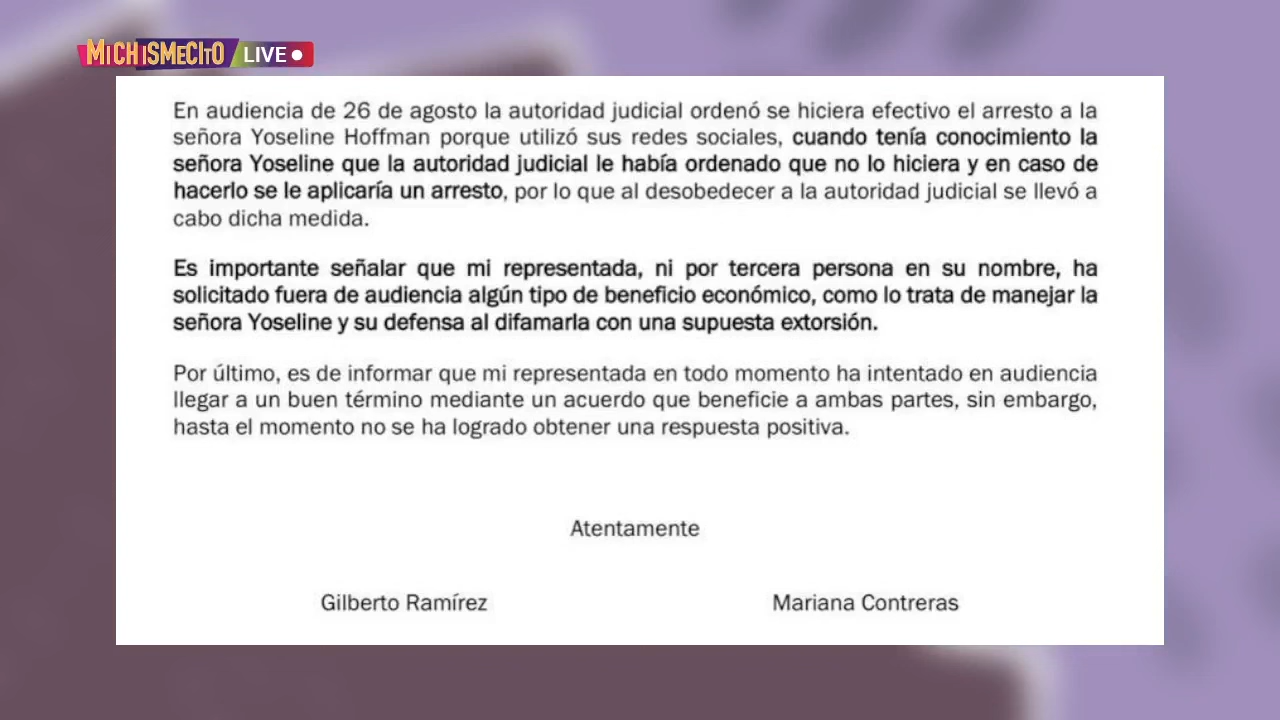 MICHISMECITO LIVE
En audiencia de 26 de agosto la autoridad judicial ordenó se hiciera efectivo el arresto a la
señora Yoseline Hoffman porque utilizó sus redes sociales, cuando tenía conocimiento la
señora Yoseline que la autoridad judicial le había ordenado que no lo hiciera y en caso de
hacerlo se le aplicaría un arresto, por lo que al desobedecer a la autoridad judicial se llevó a
cabo dicha medida.
Es importante señalar que mi representada, ni por tercera persona en su nombre, ha
solicitado fuera de audiencia algún tipo de beneficio económico, como lo trata de manejar la
señora Yoseline y su defensa al difamarla con una supuesta extorsión.
Por último, es de informar que mi representada en todo momento ha intentado en audiencia
llegar a un buen término mediante un acuerdo que beneficie a ambas partes, sin embargo,
hasta el momento no se ha logrado obtener una respuesta positiva.
Atentamente
Gilberto Ramírez Mariana Contreras